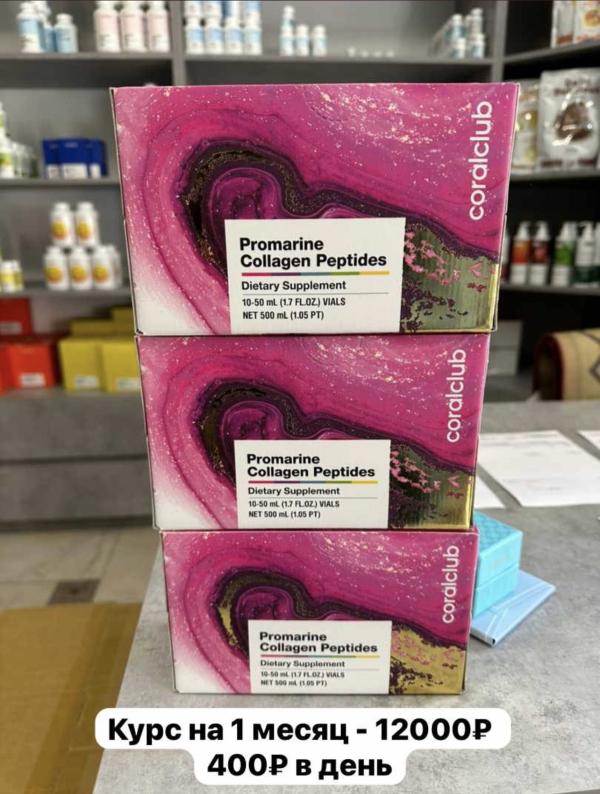 coralclub
Promarine
Collagen Peptides
Dietary Supplement
10-50 mL (1.7 FL.OZ.) VIALS
NET 500 mL (1.05 PT)
coralclub
Promarine
Collagen Peptides
Dietary Supplement
10-50 mL (1.7 FL.OZ.) VIALS
NET 500 mL (1.05 PT)
coralclub
Promarine
Collagen Peptides
Dietary Supplement
10-50 mL (1.7 FL.OZ.) VIALS
NET 500 mL (1.05 PT)
Курс на 1 месяц - 12000₽
400₽ в день